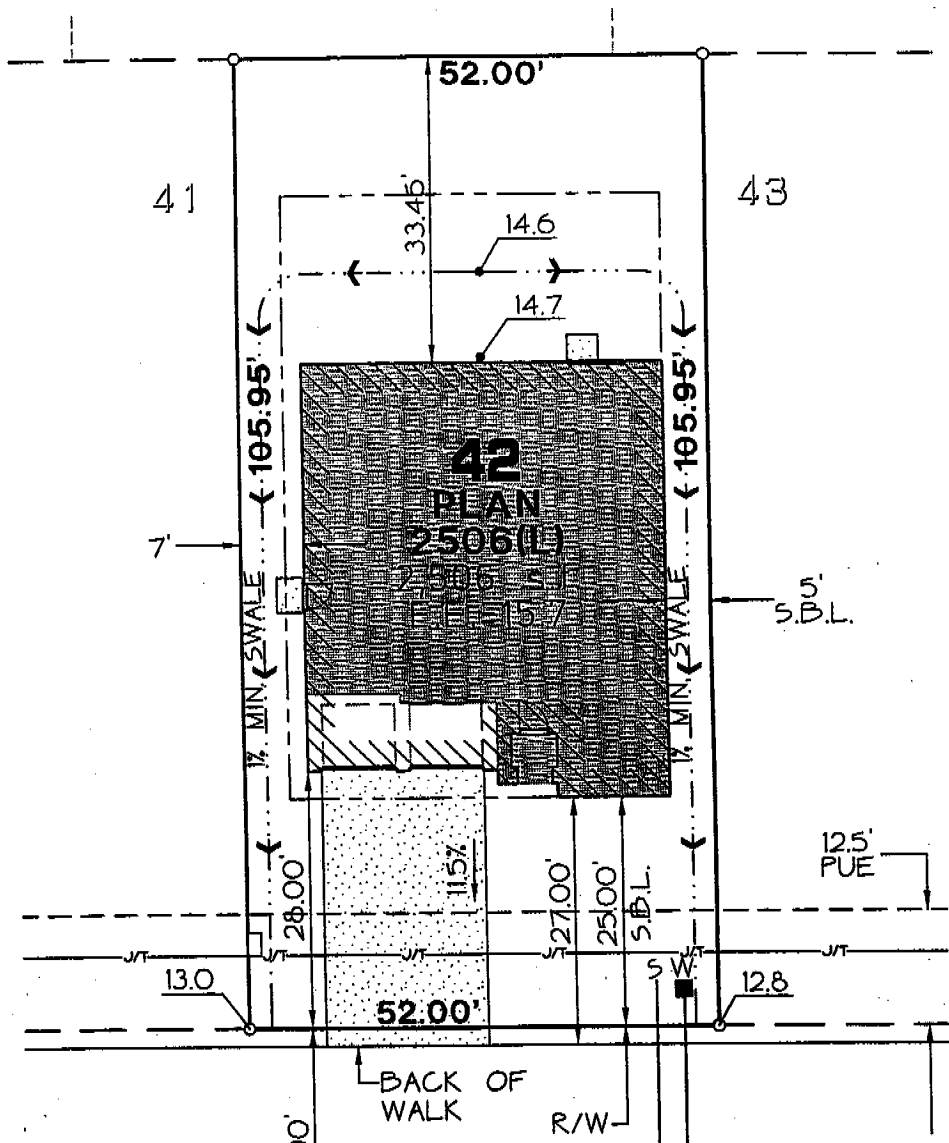 52.00'
41
43
33.45'
14.6
14.7
105.95'
105.95'
42
PLAN
2506(L)
7'
5'
S.B.L.
1% MIN. SWALE
1% MIN. SWALE
12.5'
PUE
28.00'
11.5%
27.00'
25.00'
S.B.L.
J/T J/T J/T J/T J/T J/T
S W
13.0
52.00'
12.8
BACK OF
WALK
R/W